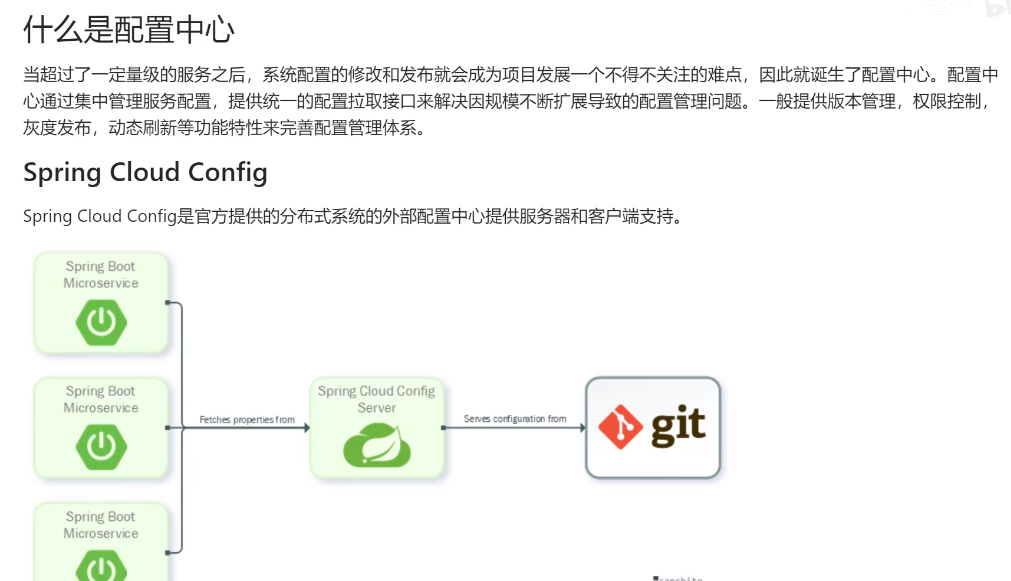 什么是配置中心
当超过了一定量级的服务之后，系统配置的修改和发布就会成为项目发展一个不得不关注的难点，因此就诞生了配置中心。配置中
心通过集中管理服务配置，提供统一的配置拉取接口来解决因规模不断扩展导致的配置管理问题。一般提供版本管理，权限控制，
灰度发布，动态刷新等功能特性来完善配置管理体系。
Spring Cloud Config
Spring Cloud Config是官方提供的分布式系统的外部配置中心提供服务器和客户端支持。
Spring Boot
Microservice
Spring Boot
Microservice
Fetches properties from
Spring Cloud Config
Server
Serves configuration from
git
Spring Boot
Microservice